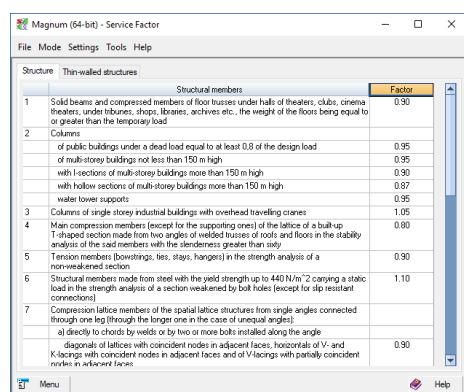 Magnum (64-bit) - Service Factor
File Mode Settings Tools Help
Structure Thin-walled structures
Structural members Factor
1 Solid beams and compressed members of floor trusses under halls of theaters, clubs, cinema 0.90
theaters, under tribunes, shops, libraries, archives etc., the weight of the floors being equal to
or greater than the temporary load
2 Columns
of public buildings under a dead load equal to at least 0,8 of the design load 0.95
of multi-storey buildings not less than 150 m high 0.95
with I-sections of multi-storey buildings more than 150 m high 0.90
with hollow sections of multi-storey buildings more than 150 m high 0.87
water tower supports 0.95
3 Columns of single storey industrial buildings with overhead travelling cranes 1.05
4 Main compression members (except for the supporting ones) of the lattice of a built-up 0.80
T-shaped section made from two angles of welded trusses of roofs and floors in the stability
analysis of the said members with the slenderness greater than sixty
5 Tension members (bowstrings, ties, stays, hangers) in the strength analysis of a 0.90
non-weakened section
6 Structural members made from steel with the yield strength up to 440 N/m^2 carrying a static 1.10
load in the strength analysis of a section weakened by bolt holes (except for slip resistant
connections)
7 Compression lattice members of the spatial lattice structures from single angles connected
through one leg (through the longer one in the case of unequal angles):
a) directly to chords by welds or by two or more bolts installed along the angle
diagonals of lattices with coincident nodes in adjacent faces, horizontals of V- and 0.90
K-lacings with coincident nodes in adjacent faces and of V-lacings with partially coincident
nodes in adjacent faces
Menu Help